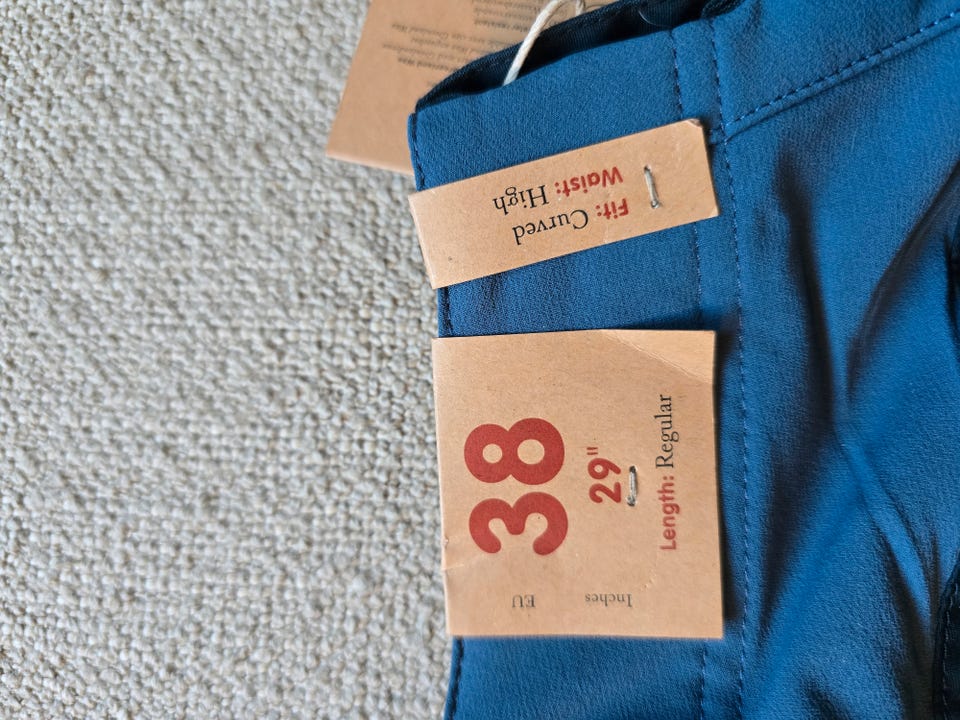 Fit: Curved
Waist: High
EU
38
Inches
29"
Length: Regular